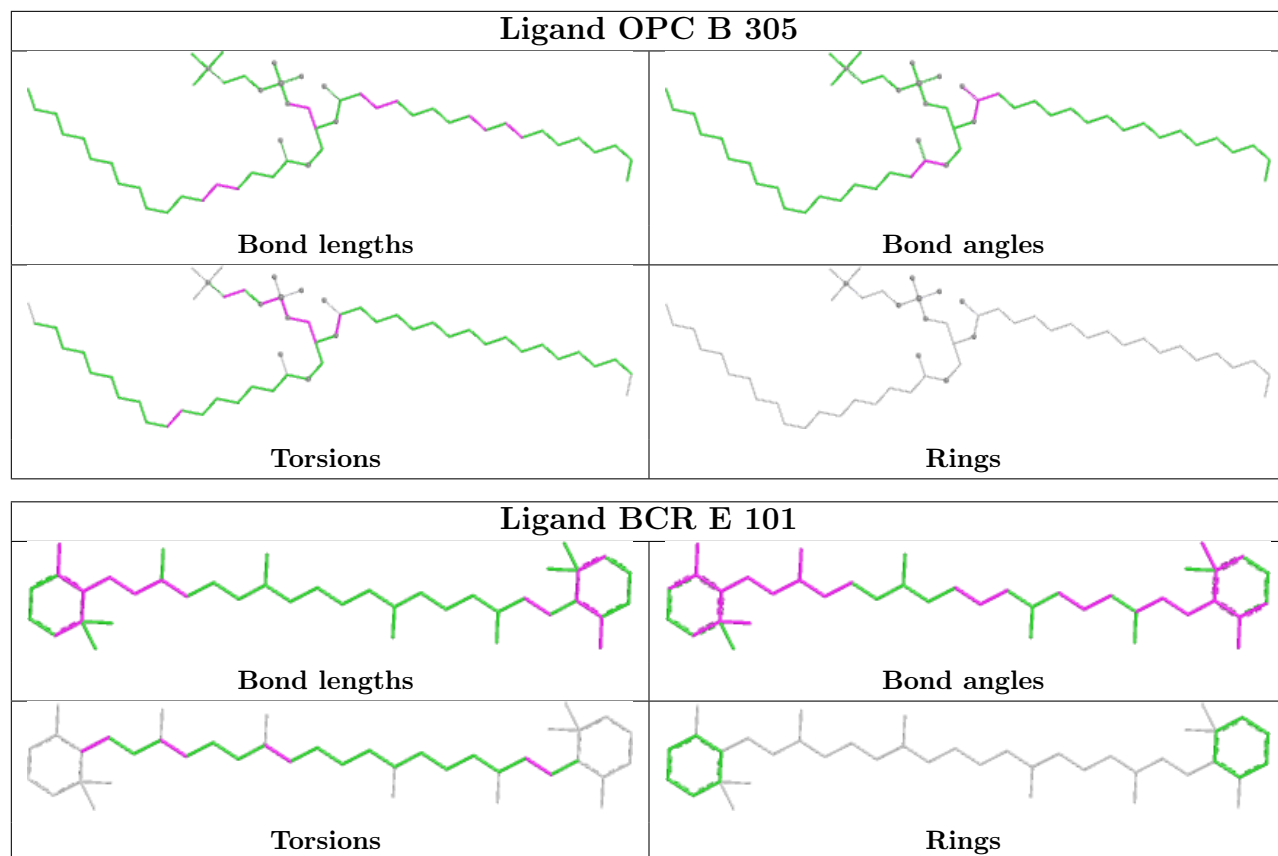 Ligand OPC B 305
Bond lengths
Bond angles
Torsions
Rings
Ligand BCR E 101
Bond lengths
Bond angles
Torsions
Rings